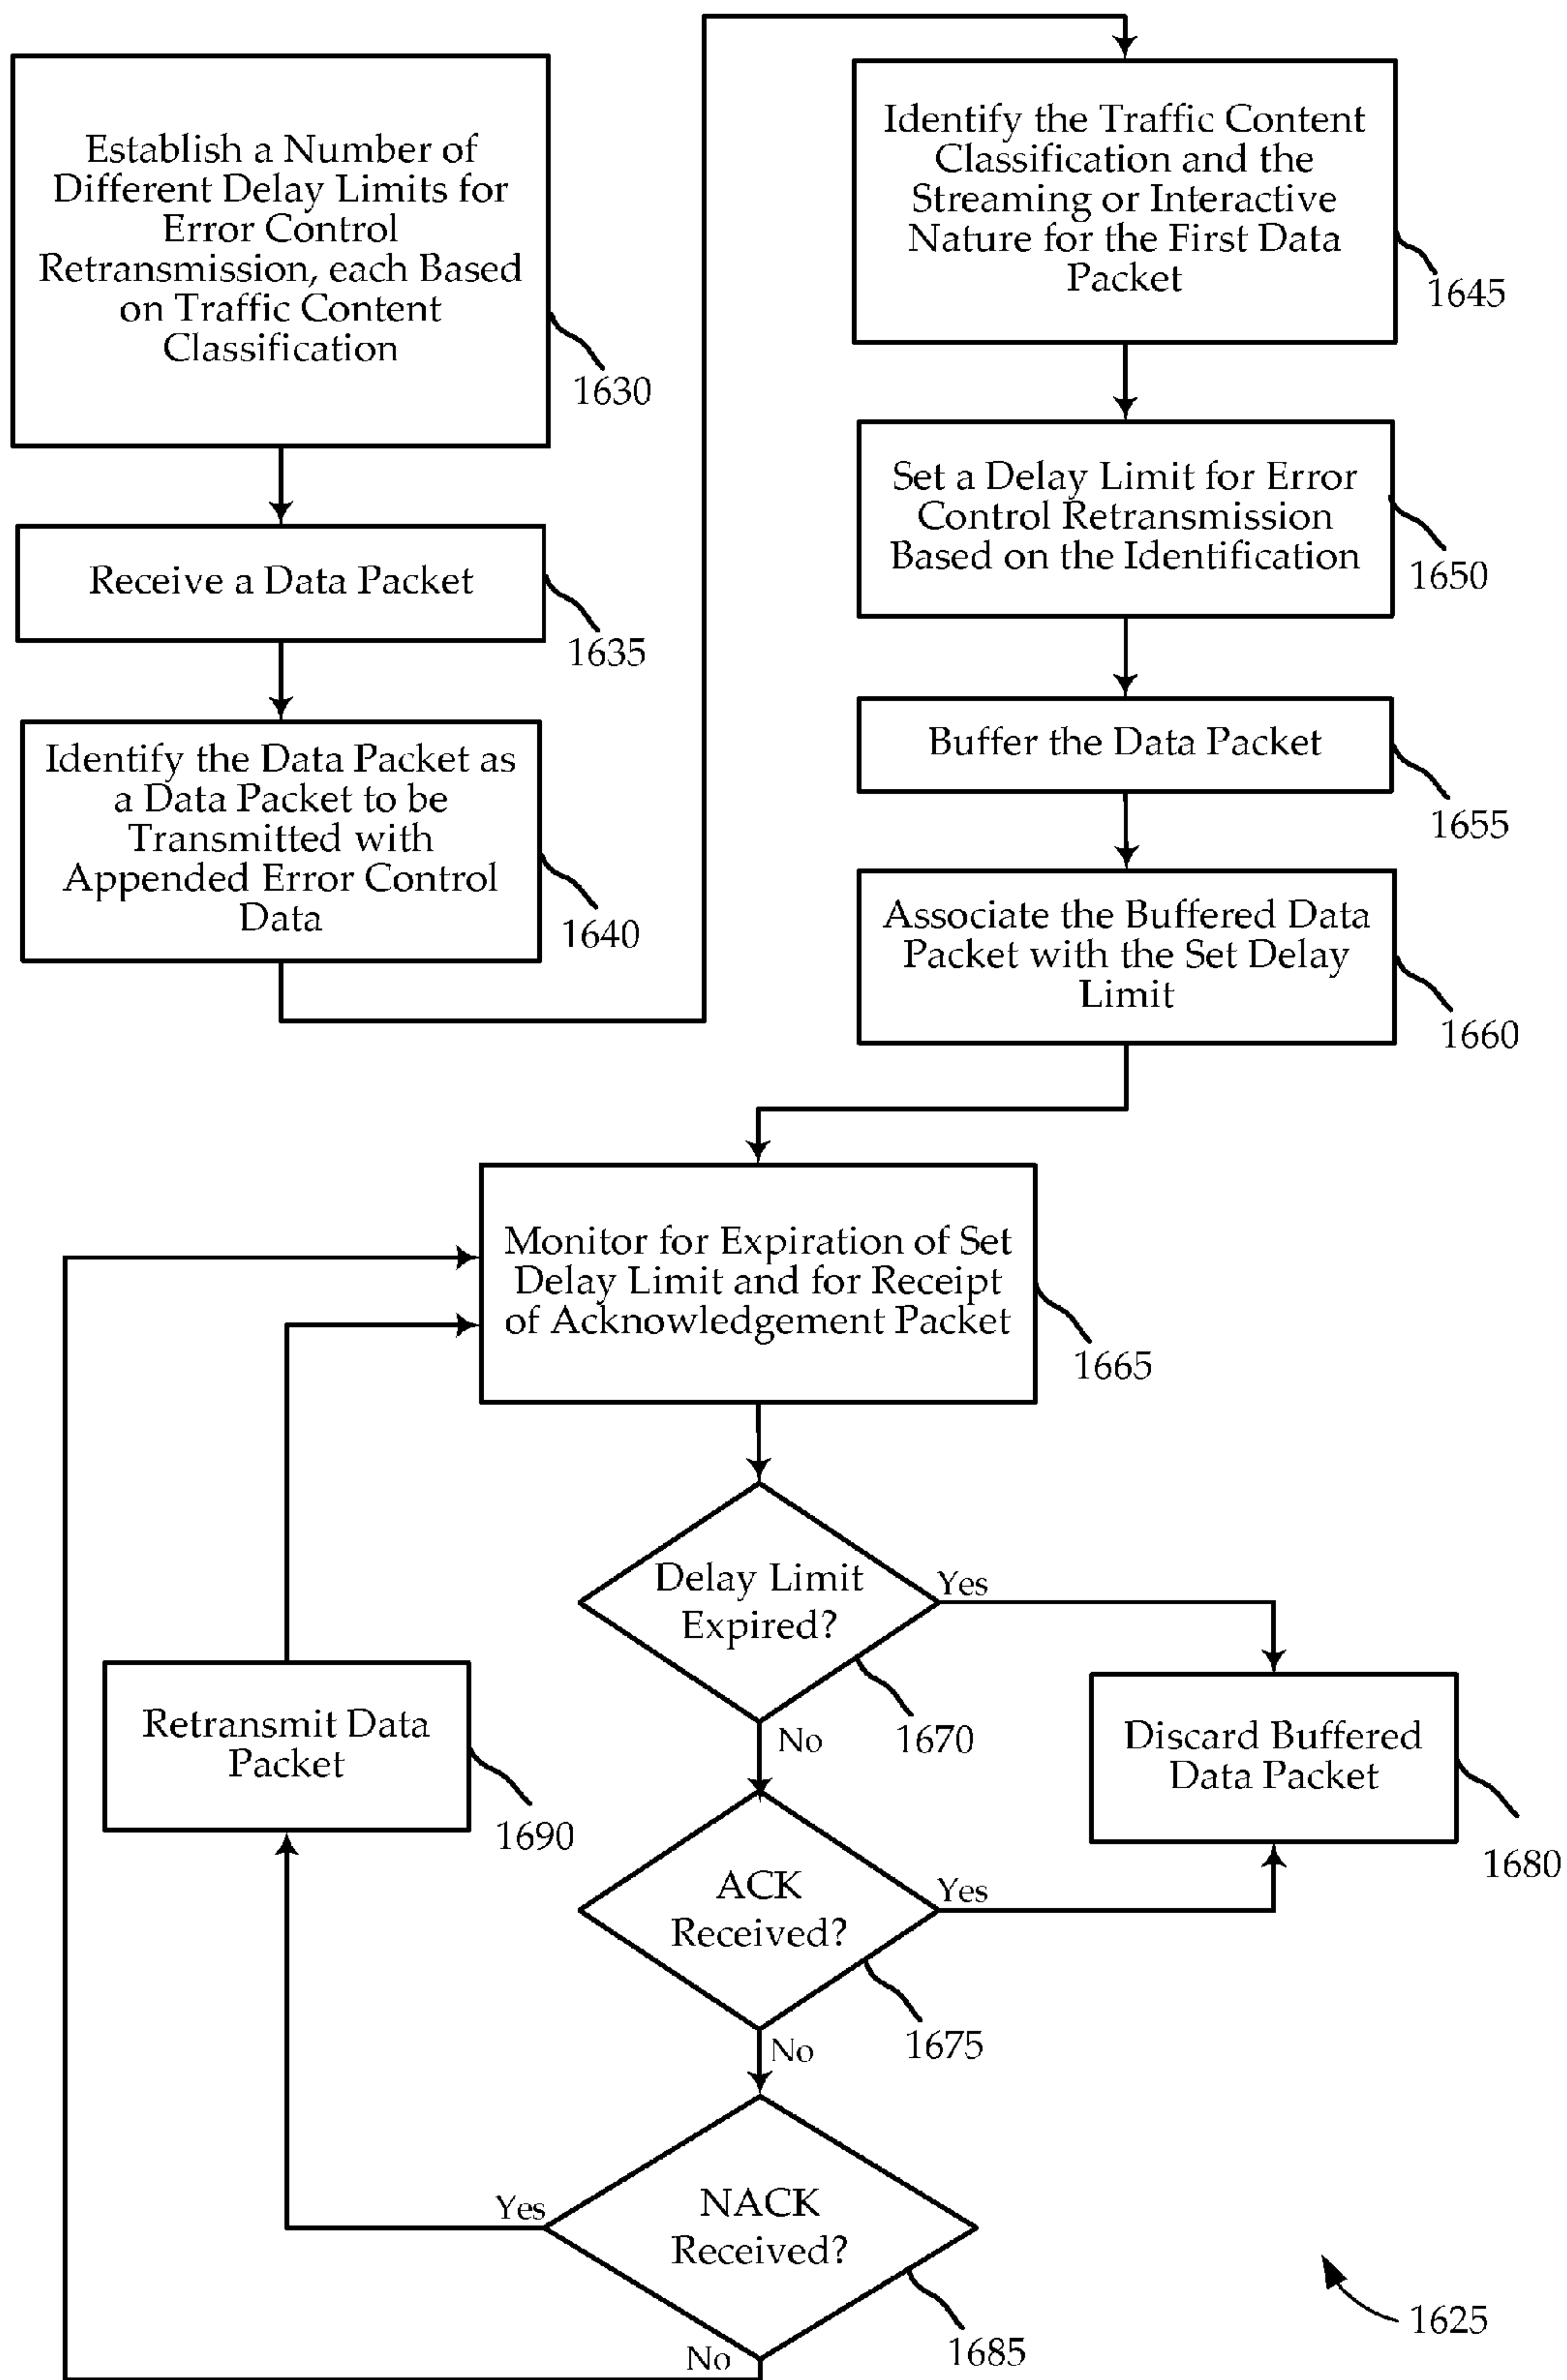 Establish a Number of
Different Delay Limits for
Error Control
Retransmission, each Based
on Traffic Content
Classification
1630
Receive a Data Packet
1635
Identify the Data Packet as
a Data Packet to be
Transmitted with
Appended Error Control
Data
1640
Identify the Traffic Content
Classification and the
Streaming or Interactive
Nature for the First Data
Packet
1645
Set a Delay Limit for Error
Control Retransmission
Based on the Identification
1650
Buffer the Data Packet
1655
Associate the Buffered Data
Packet with the Set Delay
Limit
1660
Monitor for Expiration of Set
Delay Limit and for Receipt
of Acknowledgement Packet
1665
Delay Limit
Expired?
Yes
No
1670
Retransmit Data
Packet
1690
Discard Buffered
Data Packet
1680
ACK
Received?
Yes
No
1675
NACK
Received?
Yes
No
1685
1625